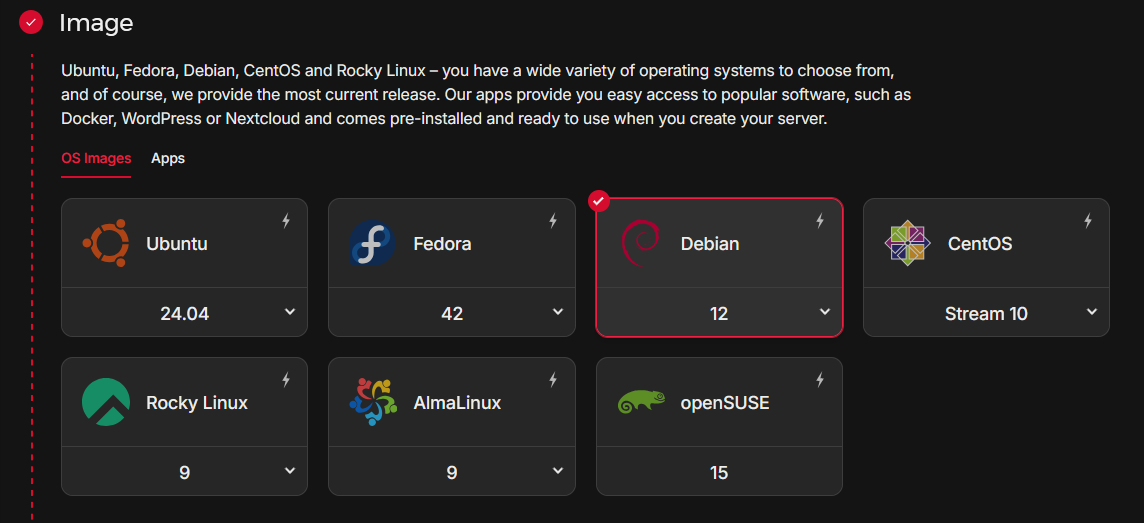 Image
Ubuntu, Fedora, Debian, CentOS and Rocky Linux – you have a wide variety of operating systems to choose from,
and of course, we provide the most current release. Our apps provide you easy access to popular software, such as
Docker, WordPress or Nextcloud and comes pre-installed and ready to use when you create your server.
OS Images Apps
Ubuntu
24.04
Fedora
42
Debian
12
CentOS
Stream 10
Rocky Linux
9
AlmaLinux
9
openSUSE
15